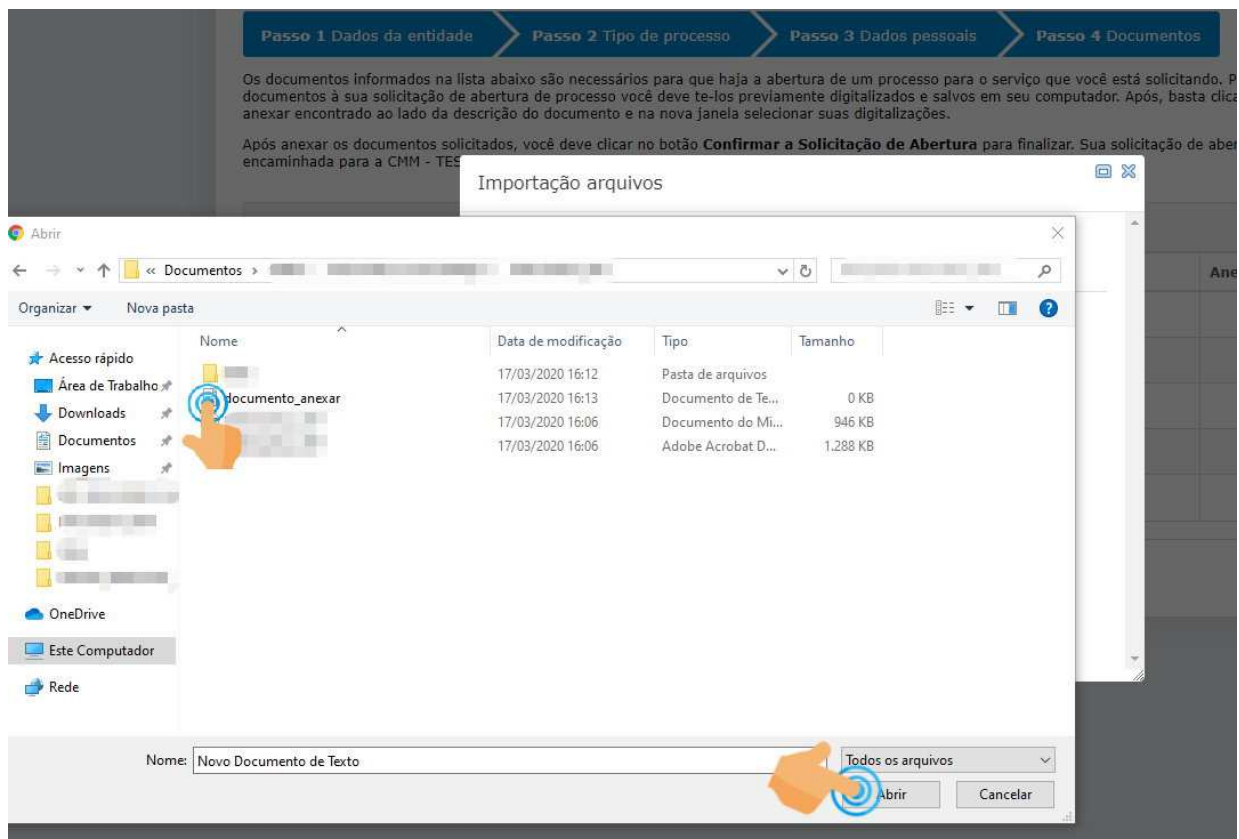 Passo 1 Dados da entidade
Passo 2 Tipo de processo
Passo 3 Dados pessoais
Passo 4 Documentos
Os documentos informados na lista abaixo são necessários para que haja a abertura de um processo para o serviço que você está solicitando. P
documentos à sua solicitação de abertura de processo você deve te-los previamente digitalizados e salvos em seu computador. Após, basta clica
anexar encontrado ao lado da descrição do documento e na nova janela selecionar suas digitalizações.
Após anexar os documentos solicitados, você deve clicar no botão Confirmar a Solicitação de Abertura para finalizar. Sua solicitação de aber
encaminhada para a CMM - TES
Importação arquivos
Abrir
« Documentos ›
Ane
Organizar
Nova pasta
Nome
Data de modificação
Tipo
Tamanho
Acesso rápido
Área de Trabalho
Downloads
Documentos
Imagens
17/03/2020 16:12 Pasta de arquivos
documento_anexar 17/03/2020 16:13 Documento de Te... 0 KB
17/03/2020 16:06 Documento do Mi... 946 KB
17/03/2020 16:06 Adobe Acrobat D... 1.288 KB
OneDrive
Este Computador
Rede
Nome: Novo Documento de Texto
Todos os arquivos
Abrir
Cancelar